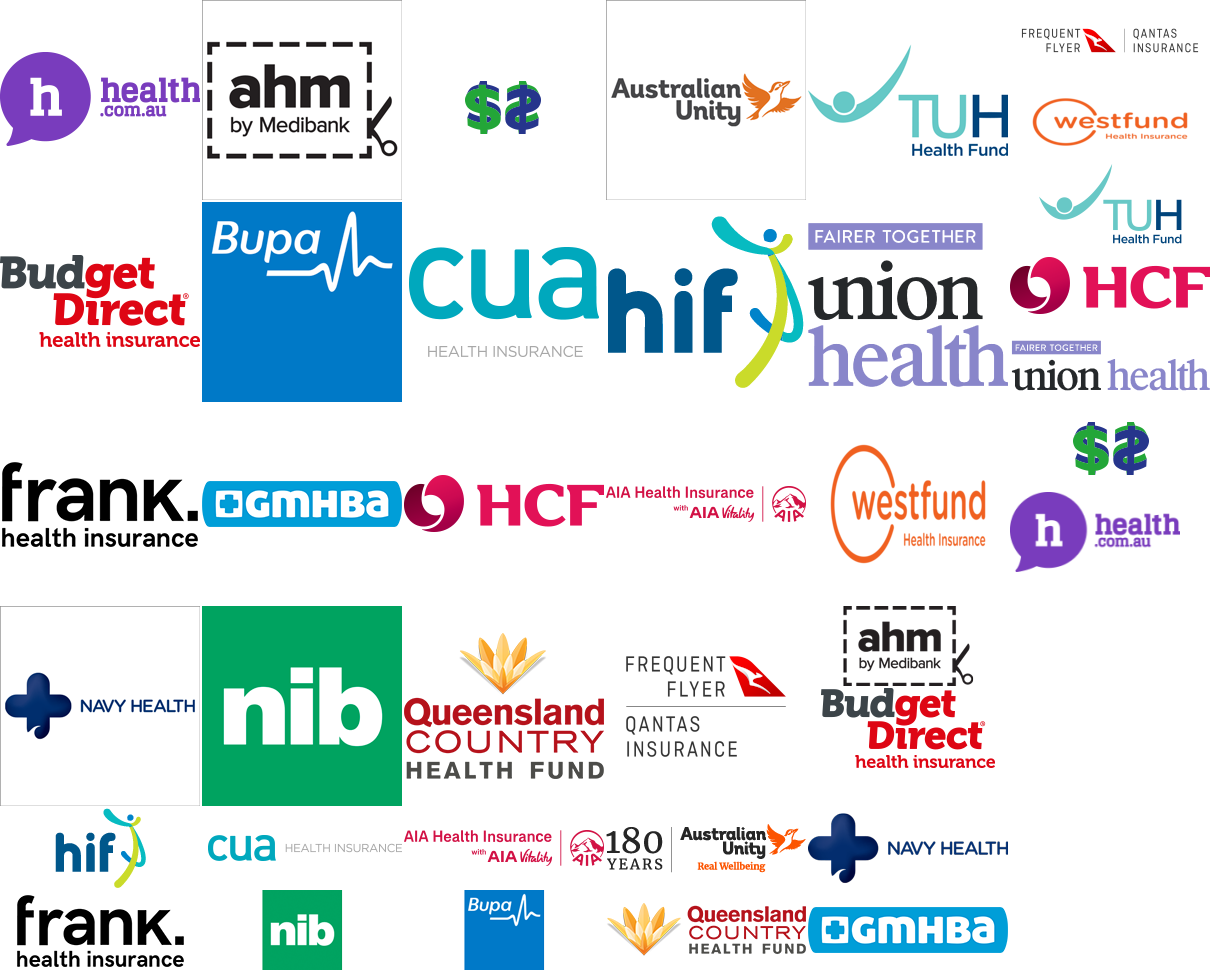 h health
.com.au
ahm
by Medibank
$$
Australian
Unity
TUH
Health Fund
FREQUENT
FLYER
QANTAS
INSURANCE
westfund
Health Insurance
TUH
Health Fund
Budget
Direct®
health insurance
Bupa
cua
HEALTH INSURANCE
hif
FAIRER TOGETHER
union
health
HCF
FAIRER TOGETHER
union health
$$
frank.
health insurance
GMHBa
HCF
AIA Health Insurance
with AIA Vitality
AIA
westfund
Health Insurance
h health
.com.au
NAVY HEALTH
nib
Queensland
COUNTRY
HEALTH FUND
FREQUENT
FLYER
QANTAS
INSURANCE
ahm
by Medibank
Budget
Direct®
health insurance
hif
cua HEALTH INSURANCE
AIA Health Insurance
with AIA Vitality
AIA
180
YEARS
Australian
Unity
Real Wellbeing
NAVY HEALTH
frank.
health insurance
nib
Bupa
Queensland
COUNTRY
HEALTH FUND
GMHBa